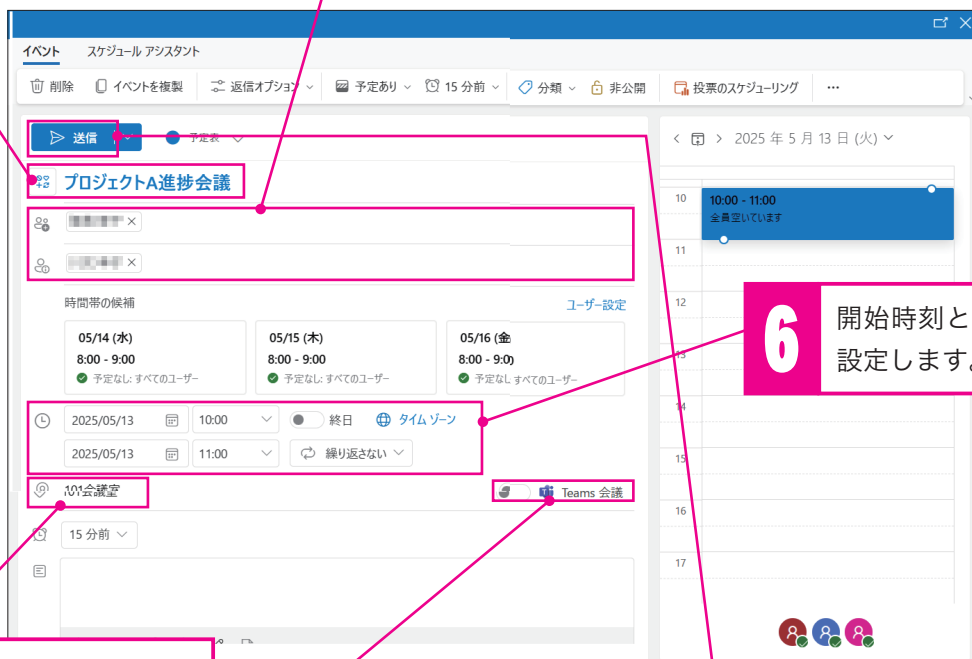 イベント スケジュール アシスタント
削除 イベントを複製 返信オプション 予定あり 15 分前 分類 非公開 投票のスケジューリング ...
送信 予定表
2025 年 5 月 13 日 (火)
プロジェクトA進捗会議
10 10:00 - 11:00
全員空いています
11
時間帯の候補 ユーザー設定
12
05/14 (水) 05/15 (木) 05/16 (金
8:00 - 9:00 8:00 - 9:00 8:00 - 9:00
予定なし: すべてのユーザー 予定なし: すべてのユーザー 予定なし すべてのユーザー
6 開始時刻と
設定します。
13
14
2025/05/13 10:00 終日 タイム ゾーン
2025/05/13 11:00 繰り返さない
15
101会議室 Teams 会議
16
15 分前
17